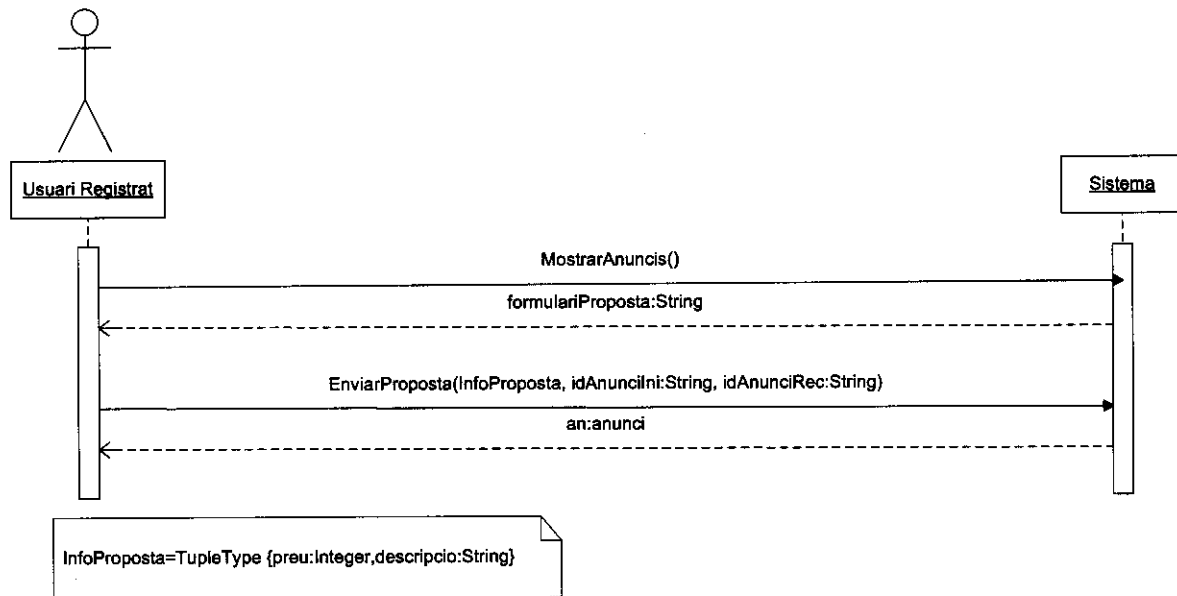 Usuari Registrat
Sistema
MostrarAnuncis()
formulariProposta:String
EnviarProposta(InfoProposta, idAnunciIni:String, idAnunciRec:String)
an:anunci
InfoProposta=TupleType {preu:Integer,descripcio:String}